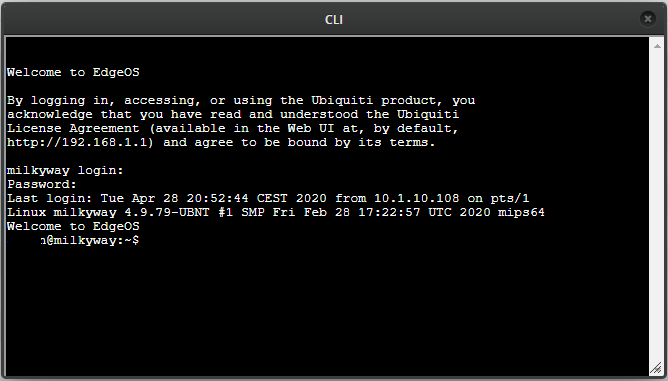 CLI
Welcome to EdgeOS
By logging in, accessing, or using the Ubiquiti product, you
acknowledge that you have read and understood the Ubiquiti
License Agreement (available in the Web UI at, by default,
http://192.168.1.1) and agree to be bound by its terms.
milkyway login:
Password:
Last login: Tue Apr 28 20:52:44 CEST 2020 from 10.1.10.108 on pts/1
Linux milkyway 4.9.79-UBNT #1 SMP Fri Feb 28 17:22:57 UTC 2020 mips64
Welcome to EdgeOS
@milkyway:~$